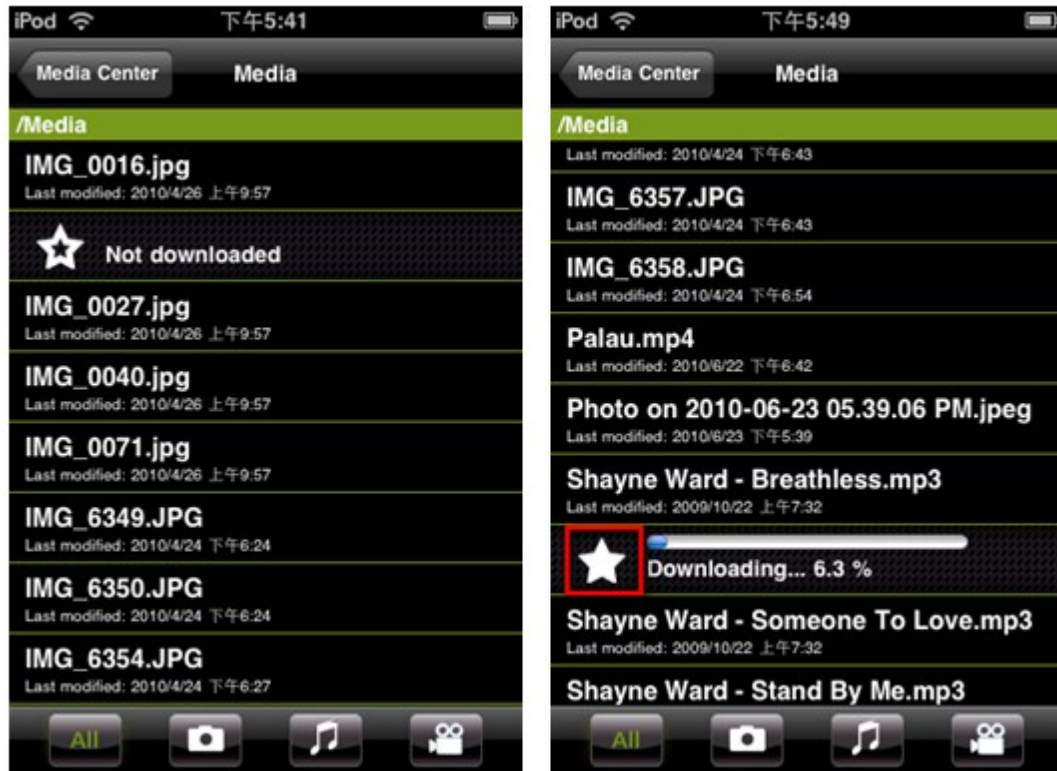 iPod 下午5:41
Media Center Media
/Media
IMG_0016.jpg
Last modified: 2010/4/26 上午9:57
Not downloaded
IMG_0027.jpg
Last modified: 2010/4/26 上午9:57
IMG_0040.jpg
Last modified: 2010/4/26 上午9:57
IMG_0071.jpg
Last modified: 2010/4/26 上午9:57
IMG_6349.JPG
Last modified: 2010/4/24 下午6:24
IMG_6350.JPG
Last modified: 2010/4/24 下午6:24
IMG_6354.JPG
Last modified: 2010/4/24 下午6:27
All
iPod 下午5:49
Media Center Media
/Media
Last modified: 2010/4/24 下午6:43
IMG_6357.JPG
Last modified: 2010/4/24 下午6:43
IMG_6358.JPG
Last modified: 2010/4/24 下午6:54
Palau.mp4
Last modified: 2010/6/22 下午6:42
Photo on 2010-06-23 05.39.06 PM.jpeg
Last modified: 2010/6/23 下午5:39
Shayne Ward - Breathless.mp3
Last modified: 2009/10/22 上午7:32
Downloading... 6.3 %
Shayne Ward - Someone To Love.mp3
Last modified: 2009/10/22 上午7:32
Shayne Ward - Stand By Me.mp3
All